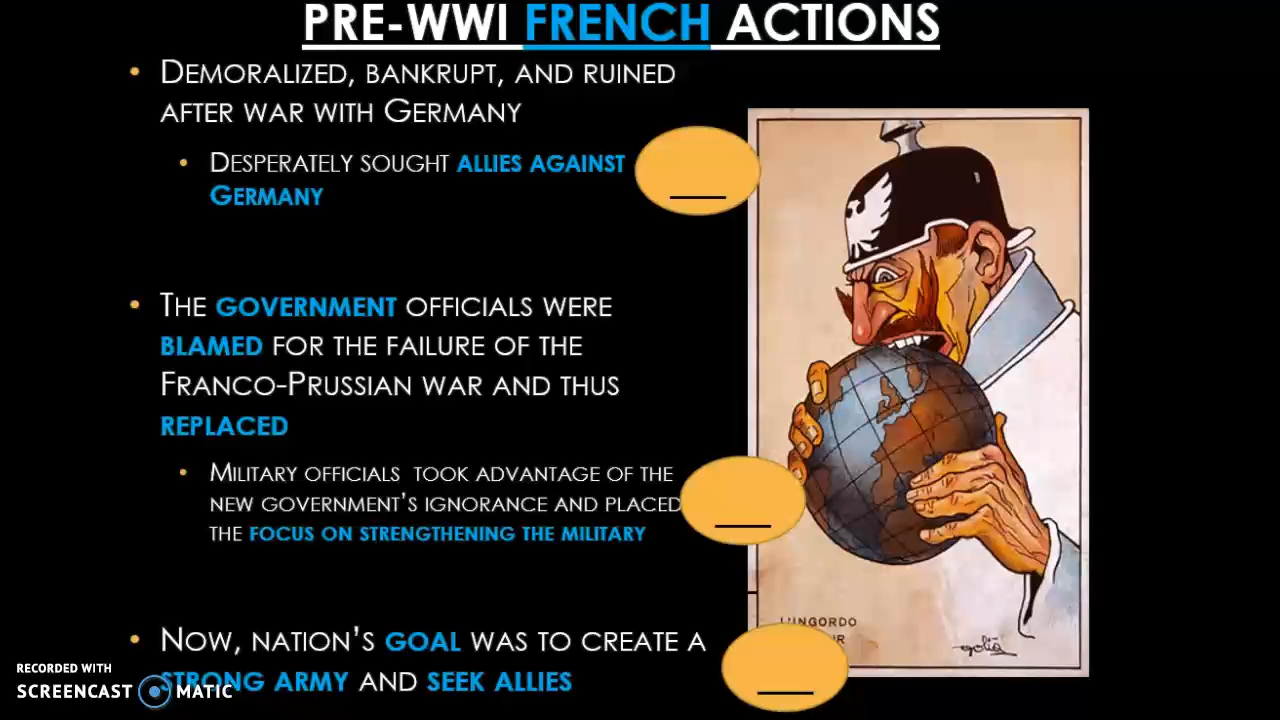 PRE-WWI FRENCH ACTIONS
• DEMORALIZED, BANKRUPT, AND RUINED
AFTER WAR WITH GERMANY
• DESPERATELY SOUGHT ALLIES AGAINST
GERMANY
• THE GOVERNMENT OFFICIALS WERE
BLAMED FOR THE FAILURE OF THE
FRANCO-PRUSSIAN WAR AND THUS
REPLACED
• MILITARY OFFICIALS TOOK ADVANTAGE OF THE
NEW GOVERNMENT'S IGNORANCE AND PLACED
THE FOCUS ON STRENGTHENING THE MILITARY
• NOW, NATION'S GOAL WAS TO CREATE A
STRONG ARMY AND SEEK ALLIES
L'INGORDO
golia
RECORDED WITH
SCREENCAST MATIC